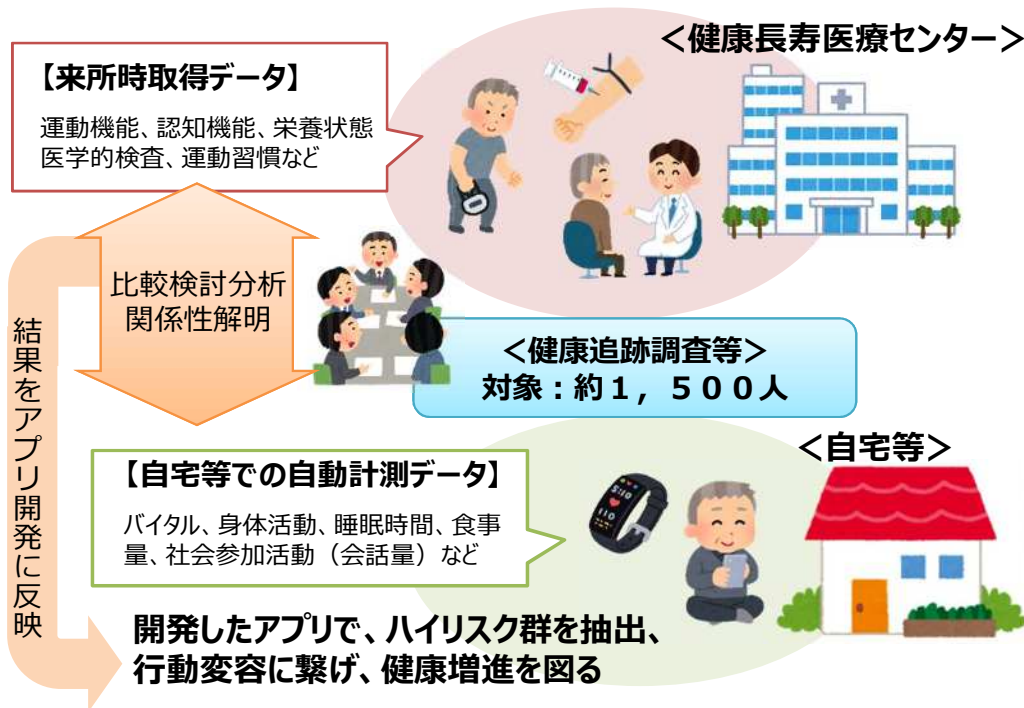 ＜健康長寿医療センター＞
【来所時取得データ】
運動機能、認知機能、栄養状態
医学的検査、運動習慣など
比較検討分析
関係性解明
＜健康追跡調査等＞
対象：約１，５００人
結果をアプリ開発に反映
＜自宅等＞
【自宅等での自動計測データ】
バイタル、身体活動、睡眠時間、食事
量、社会参加活動（会話量）など
開発したアプリで、ハイリスク群を抽出、
行動変容に繋げ、健康増進を図る